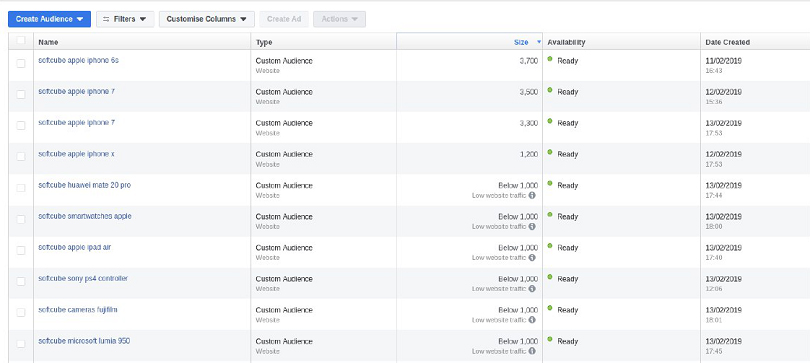 Create Audience Filters Customise Columns Create Ad Actions
Name Type Size Availability Date Created
softcube apple iphone 6s Custom Audience 3,700 Ready 11/02/2019
Website 16:43
softcube apple iphone 7 Custom Audience 3,500 Ready 12/02/2019
Website 15:36
softcube apple iphone 7 Custom Audience 3,300 Ready 13/02/2019
Website 17:53
softcube apple iphone x Custom Audience 1,200 Ready 12/02/2019
Website 17:53
softcube huawei mate 20 pro Custom Audience Below 1,000 Ready 13/02/2019
Website Low website traffic 17:44
softcube smartwatches apple Custom Audience Below 1,000 Ready 13/02/2019
Website Low website traffic 18:00
softcube apple ipad air Custom Audience Below 1,000 Ready 13/02/2019
Website Low website traffic 17:40
softcube sony ps4 controller Custom Audience Below 1,000 Ready 13/02/2019
Website Low website traffic 12:06
softcube cameras fujifilm Custom Audience Below 1,000 Ready 13/02/2019
Website Low website traffic 18:01
softcube microsoft lumia 950 Custom Audience Below 1,000 Ready 13/02/2019
Website Low website traffic 17:45